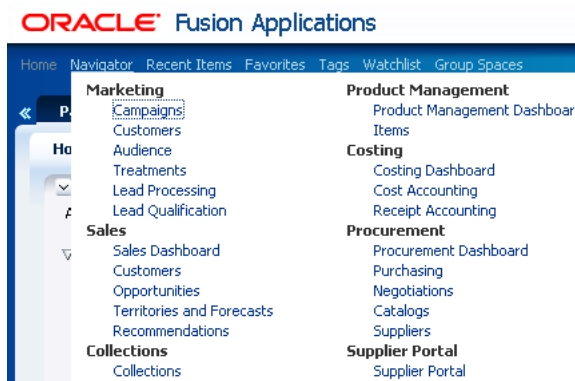 ORACLE Fusion Applications
Home Navigator Recent Items Favorites Tags Watchlist Group Spaces
Marketing
Campaigns
Customers
Audience
Treatments
Lead Processing
Lead Qualification
Sales
Sales Dashboard
Customers
Opportunities
Territories and Forecasts
Recommendations
Collections
Collections
Product Management
Product Management Dashboar
Items
Costing
Costing Dashboard
Cost Accounting
Receipt Accounting
Procurement
Procurement Dashboard
Purchasing
Negotiations
Catalogs
Suppliers
Supplier Portal
Supplier Portal